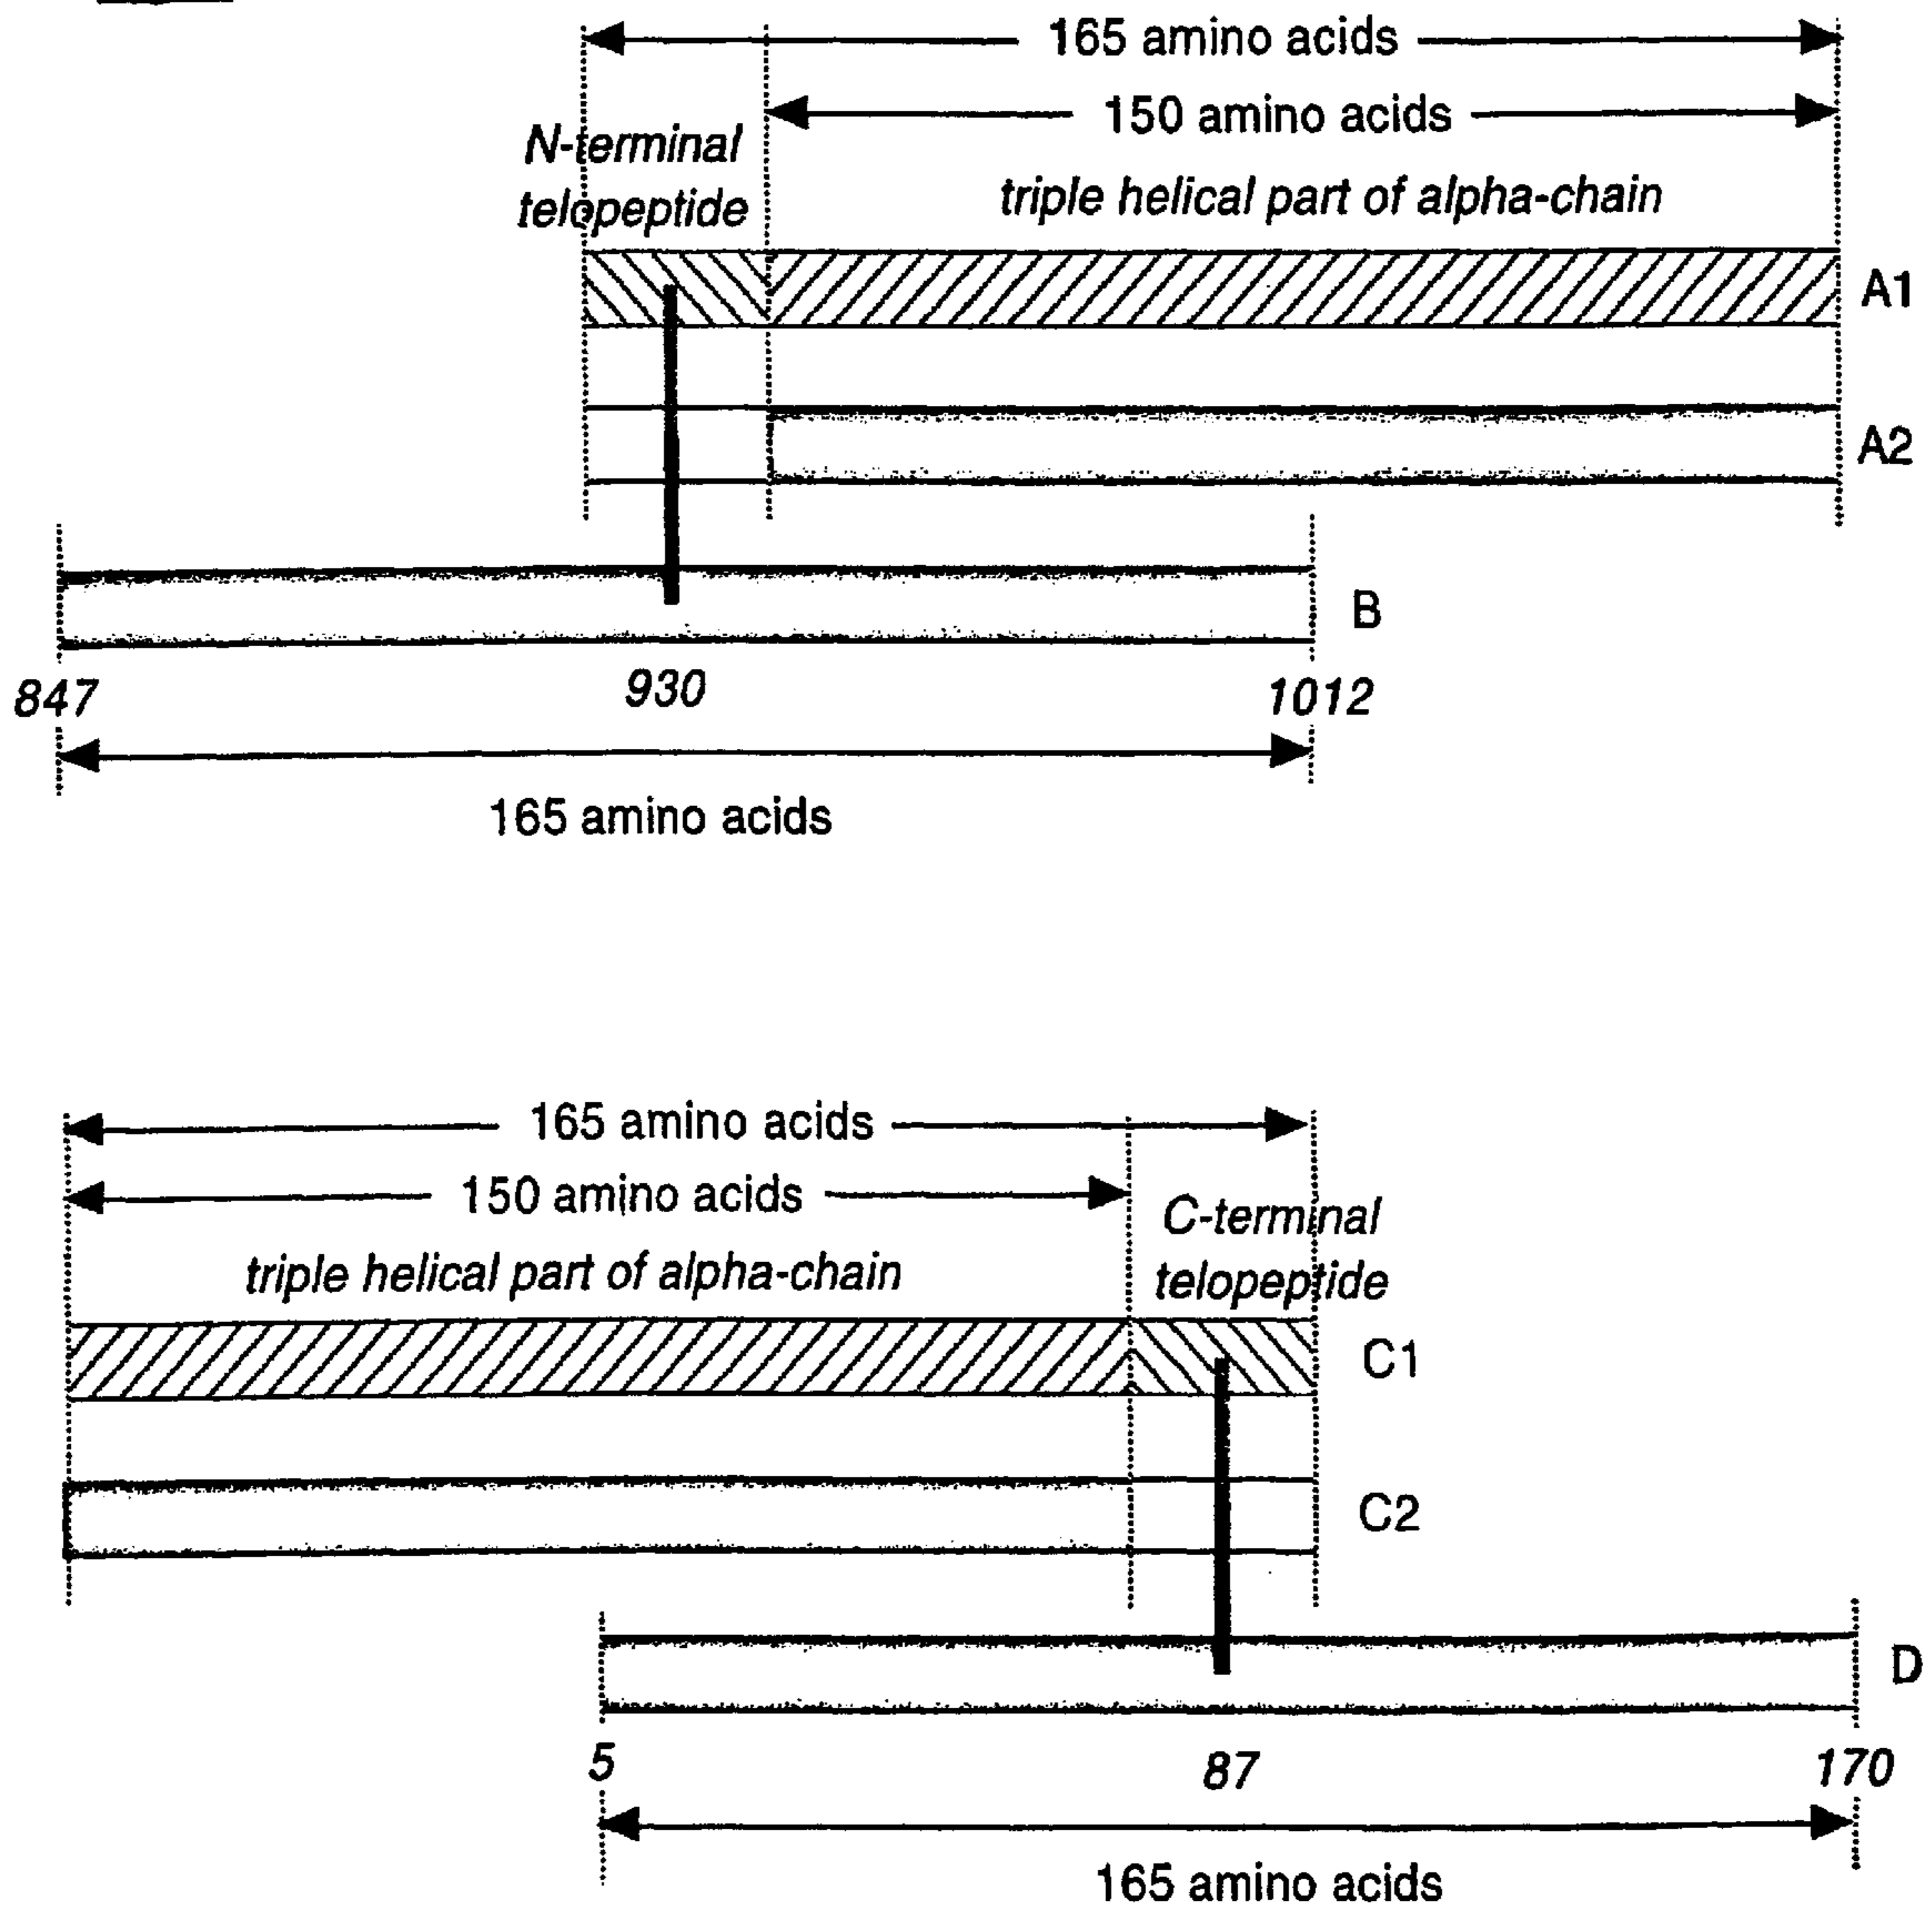 165 amino acids
150 amino acids
N-terminal
telopeptide
triple helical part of alpha-chain
A1
A2
B
847
930
1012
165 amino acids
165 amino acids
150 amino acids
C-terminal
telopeptide
triple helical part of alpha-chain
C1
C2
D
5
87
170
165 amino acids